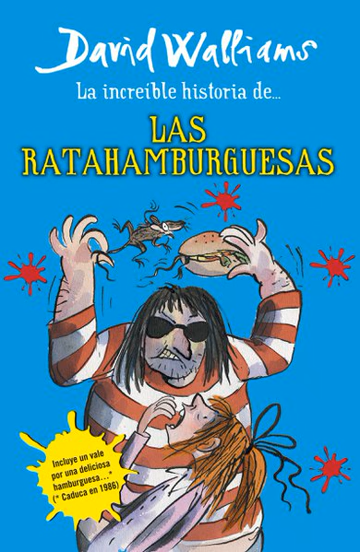 David Walliams
La increíble historia de...
LAS
RATAHAMBURGUESAS
Incluye un vale
por una deliciosa
hamburguesa...*
(* Caduca en 1986)